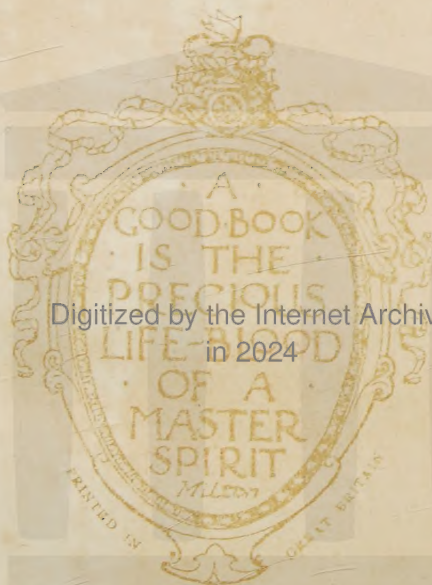 · A ·
GOOD·BOOK
· IS THE ·
PRECIOUS
Digitized by the Internet Archiv
LIFE-BLOOD
in 2024
· OF A ·
MASTER
SPIRIT
Milton
PRINTED IN
GREAT BRITAIN